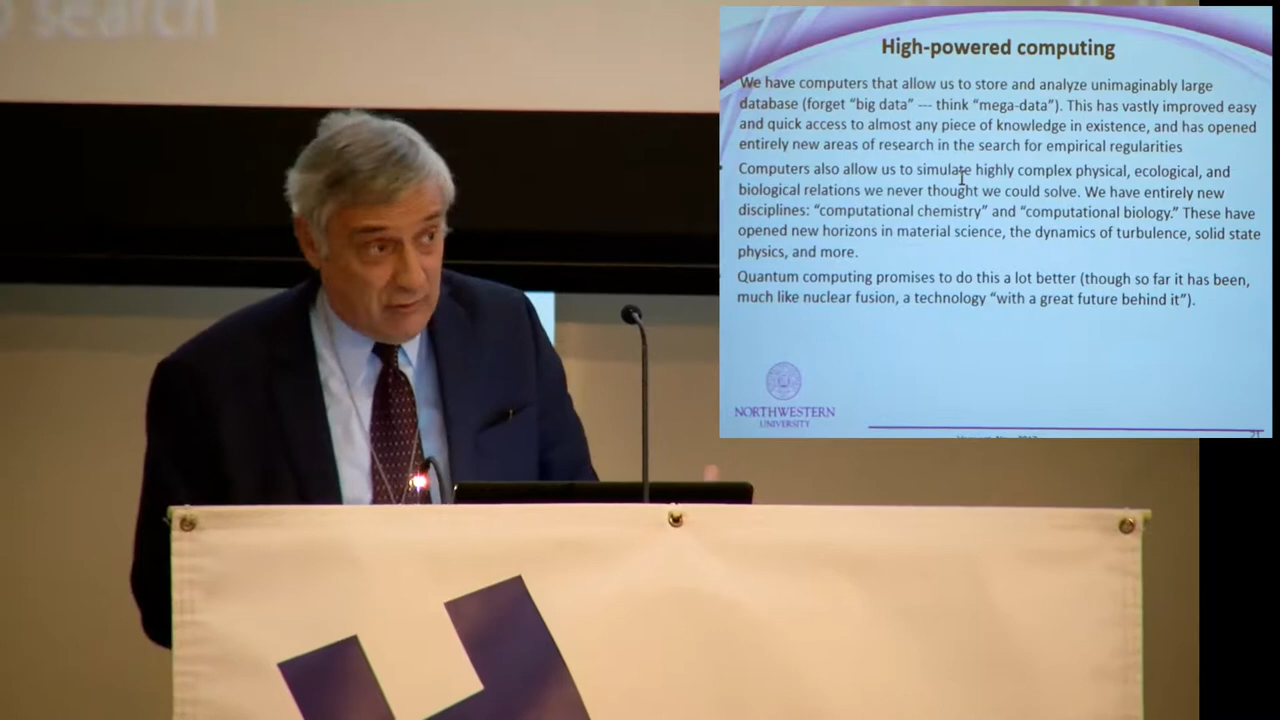 search
High-powered computing
We have computers that allow us to store and analyze unimaginably large
database (forget “big data” --- think “mega-data”). This has vastly improved easy
and quick access to almost any piece of knowledge in existence, and has opened
entirely new areas of research in the search for empirical regularities
Computers also allow us to simulate highly complex physical, ecological, and
biological relations we never thought we could solve. We have entirely new
disciplines: “computational chemistry” and “computational biology.” These have
opened new horizons in material science, the dynamics of turbulence, solid state
physics, and more.
Quantum computing promises to do this a lot better (though so far it has been,
much like nuclear fusion, a technology “with a great future behind it”).
NORTHWESTERN
UNIVERSITY